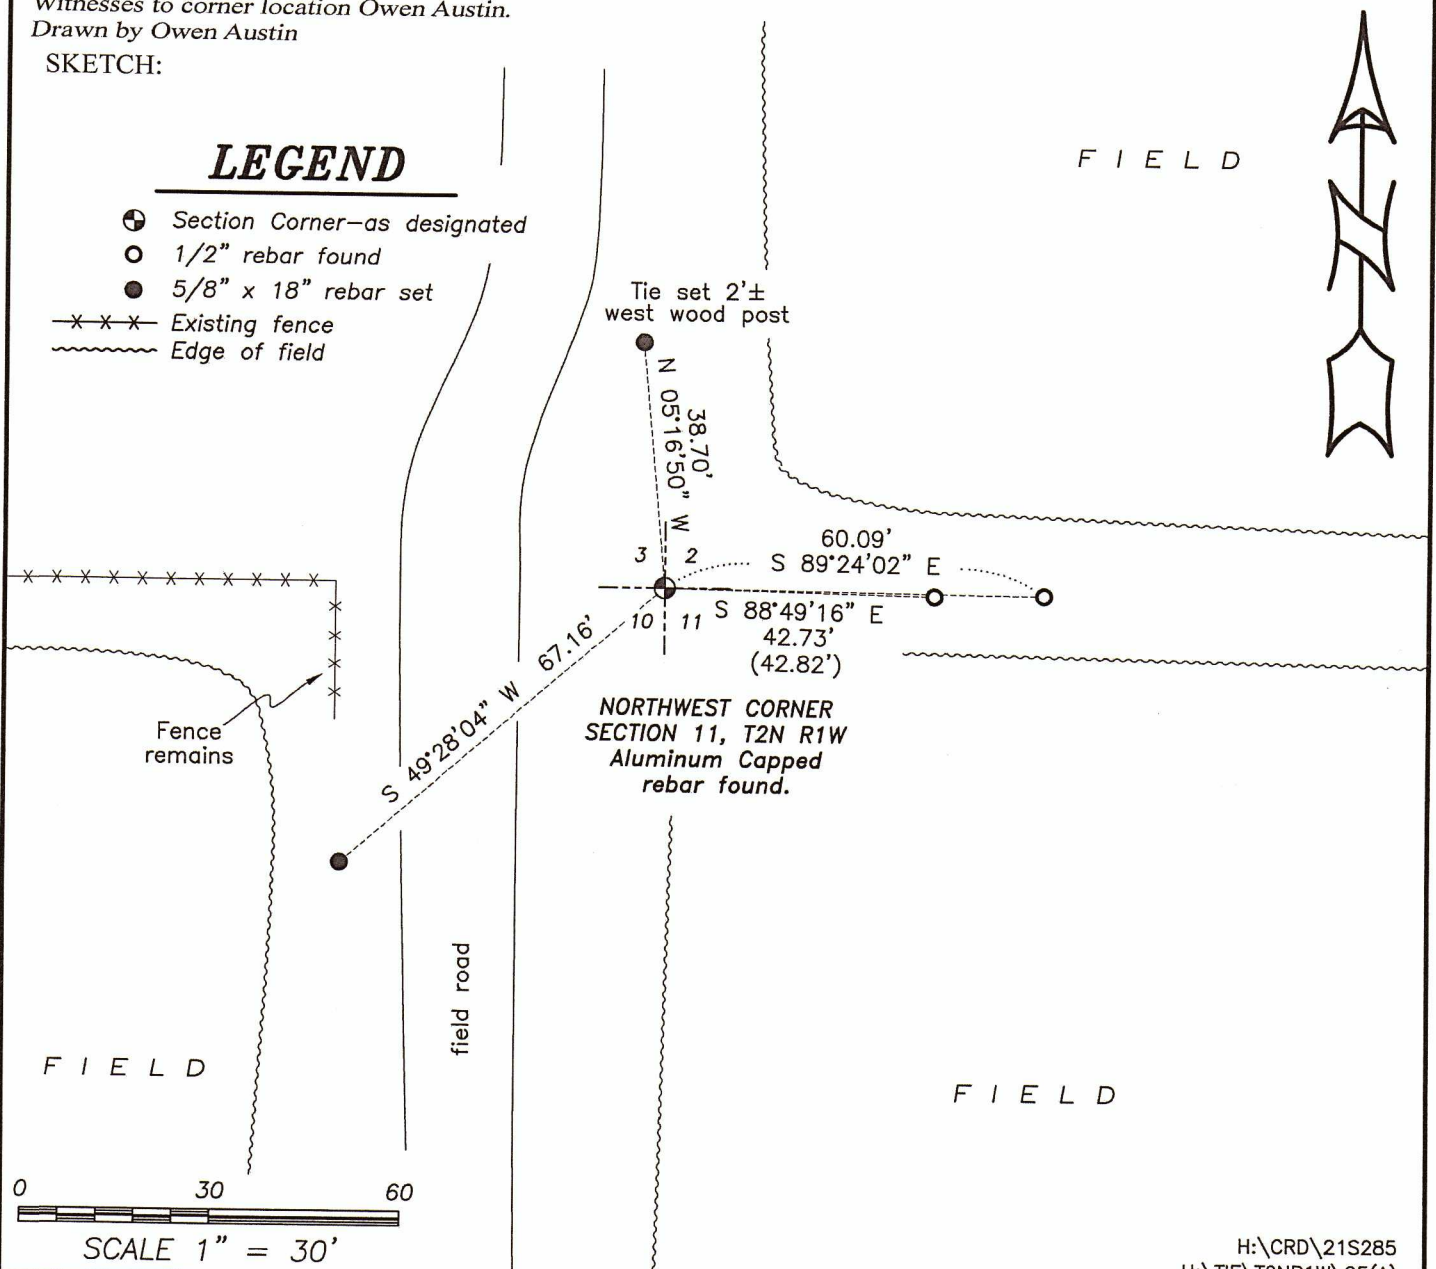 Witnesses to corner location Owen Austin.
Drawn by Owen Austin
SKETCH:
LEGEND
Section Corner—as designated
1/2" rebar found
5/8" x 18" rebar set
Existing fence
Edge of field
FIELD
N
Tie set 2'±
west wood post
N 05°16'50" W
38.70'
60.09'
S 89°24'02" E
3 2
10 11
S 88°49'16" E
42.73'
(42.82')
S 49°28'04" W 67.16'
NORTHWEST CORNER
SECTION 11, T2N R1W
Aluminum Capped
rebar found.
Fence
remains
field road
FIELD
FIELD
0 30 60
SCALE 1" = 30'
H:\CRD\21S285